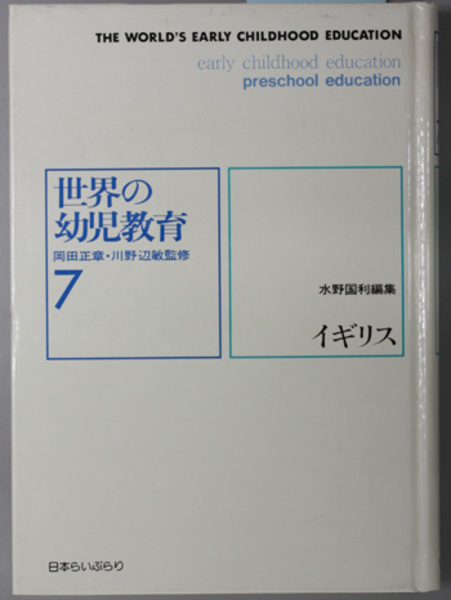 THE WORLD'S EARLY CHILDHOOD EDUCATION
early childhood education
preschool education
世界の
幼児教育
岡田正章・川野辺敏監修
7
水野国利編集
イギリス
日本らいぶらり